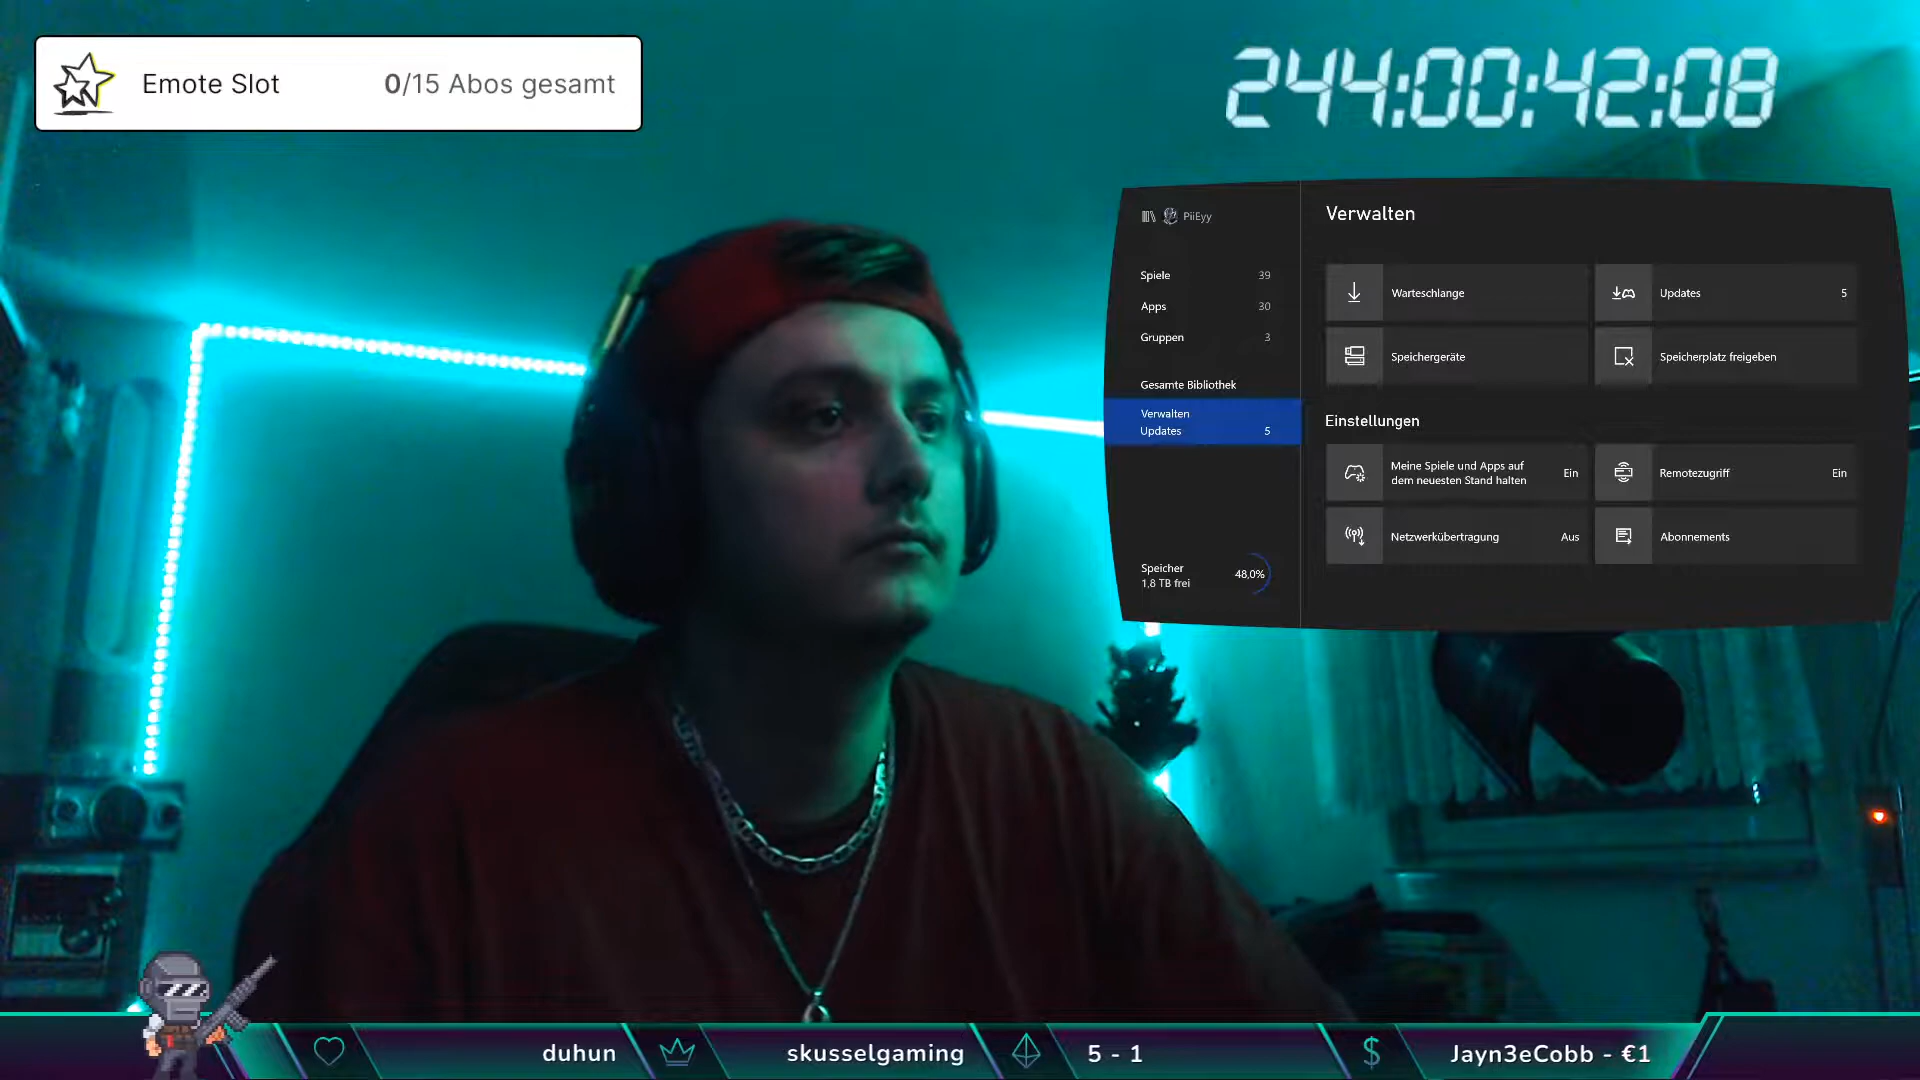 Emote Slot 0/15 Abos gesamt
244:00:42:08
PiiEyy
Spiele 39
Apps 30
Gruppen 3
Gesamte Bibliothek
Verwalten
Updates 5
Speicher
1,8 TB frei
48,0%
Verwalten
Warteschlange
Updates 5
Speichergeräte
Speicherplatz freigeben
Einstellungen
Meine Spiele und Apps auf
dem neuesten Stand halten
Ein
Remotezugriff Ein
Netzwerkübertragung Aus
Abonnements
duhun
skusselgaming
5 - 1
Jayn3eCobb - €1